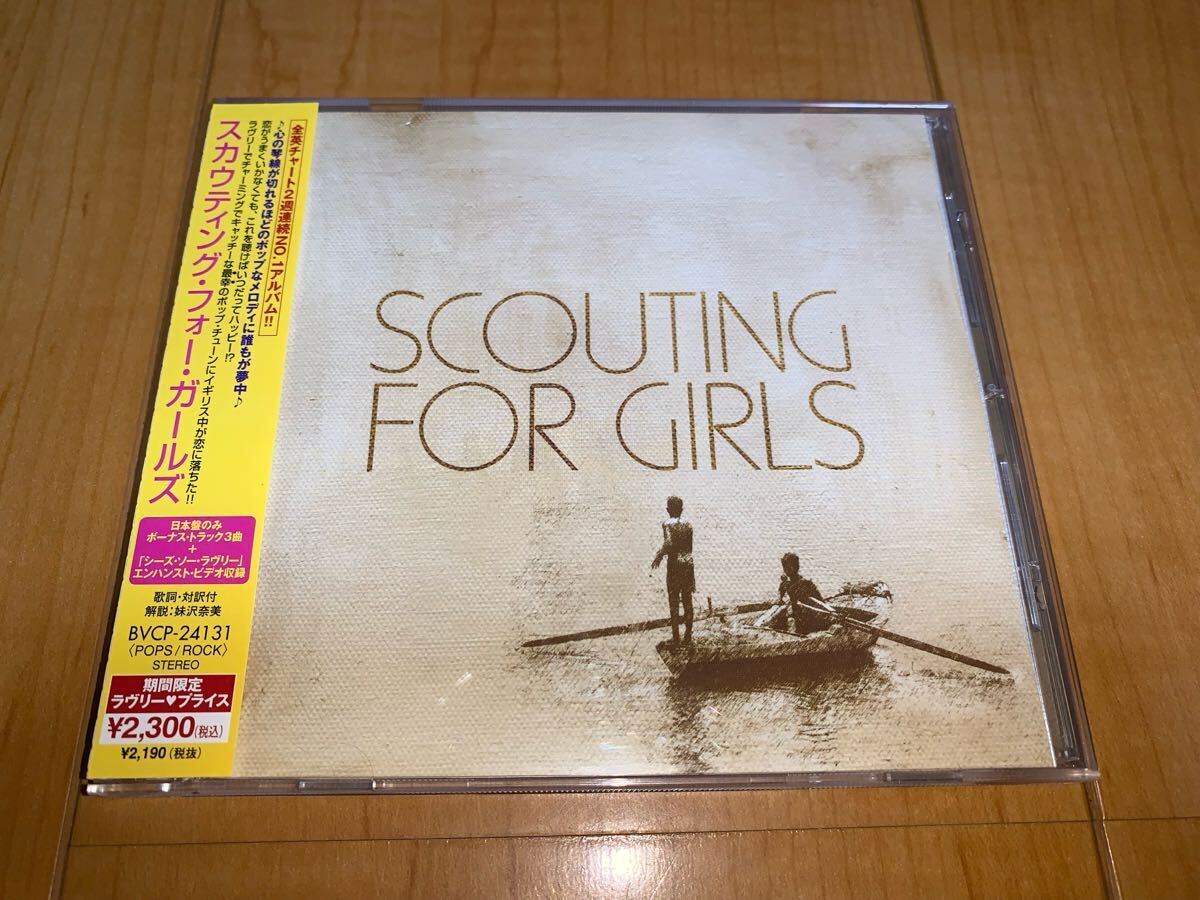 全英チャート2週連続NO.1アルバム!!
♪心の琴線が切れるほどのポップなメロディに誰もが夢中♪
恋がうまくいかなくても、これを聴けばいつだってハッピー!?
ラヴリーでチャーミングでキャッチーな最幸のポップ・チューンにイギリス中が恋に落ちた!!
スカウティング・フォー・ガールズ
日本盤のみ
ボーナス・トラック3曲
+
「シーズ・ソー・ラヴリー」
エンハンスト・ビデオ収録
歌詞・対訳付
解説:妹沢奈美
BVCP-24131
〈POPS/ROCK〉
STEREO
期間限定
ラヴリー♥プライス
¥2,300(税込)
¥2,190(税抜)
SCOUTING
FOR GIRLS